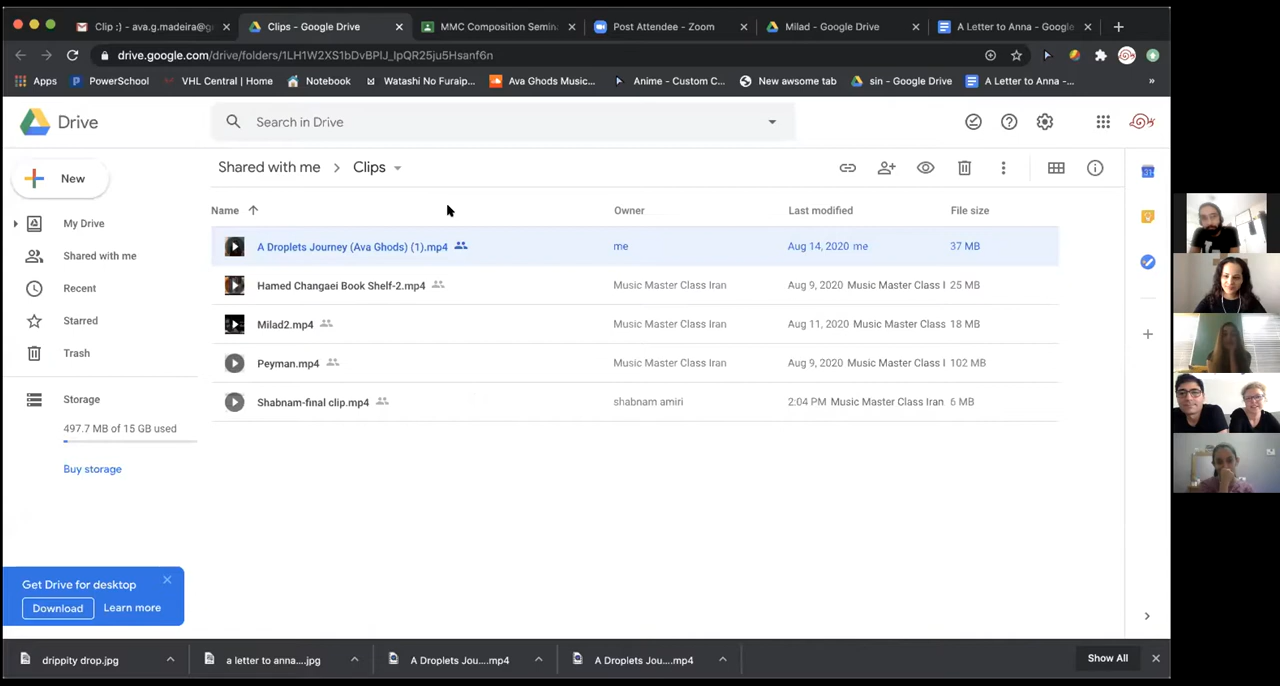 Clip :) - ava.g.madeira@g
Clips - Google Drive
MMC Composition Semina
Post Attendee - Zoom
Milad - Google Drive
A Letter to Anna - Google
drive.google.com/drive/folders/1LH1W2XS1bDvBPIJ_IpQR25ju5Hsanf6n
Apps
PowerSchool
VHL Central | Home
Notebook
Watashi No Furaip...
Ava Ghods Music...
Anime - Custom C...
New awsome tab
sin - Google Drive
A Letter to Anna -...
»
Drive
Search in Drive
New
Shared with me > Clips
My Drive
Shared with me
Recent
Starred
Trash
Storage
497.7 MB of 15 GB used
Buy storage
Name Owner Last modified File size
A Droplets Journey (Ava Ghods) (1).mp4 me Aug 14, 2020 me 37 MB
Hamed Changaei Book Shelf-2.mp4 Music Master Class Iran Aug 9, 2020 Music Master Class I 25 MB
Milad2.mp4 Music Master Class Iran Aug 11, 2020 Music Master Class I 18 MB
Peyman.mp4 Music Master Class Iran Aug 9, 2020 Music Master Class I 102 MB
Shabnam-final clip.mp4 shabnam amiri 2:04 PM Music Master Class Iran 6 MB
31
Get Drive for desktop
Download Learn more
drippity drop.jpg
a letter to anna....jpg
A Droplets Jou....mp4
A Droplets Jou....mp4
Show All